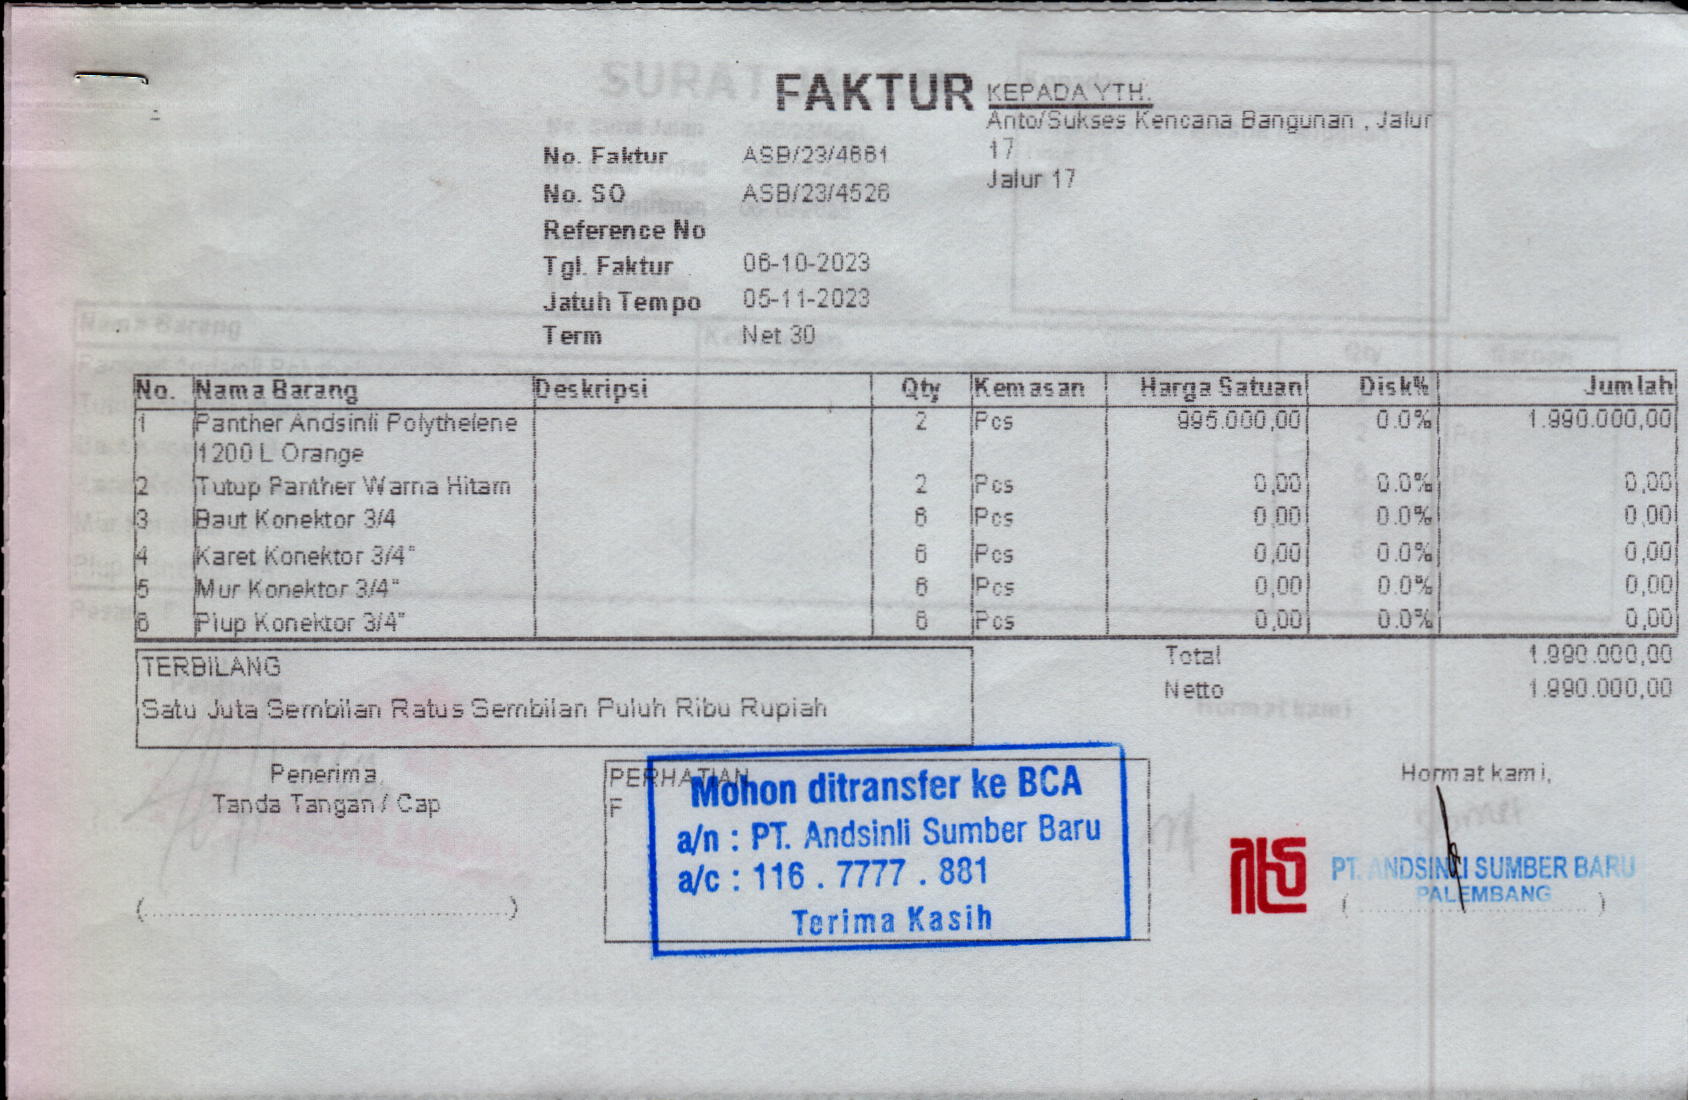 FAKTUR
KEPADA YTH.
Anto/Sukses Kencana Bangunan , Jalur
17
Jalur 17
No. Faktur ASB/23/4661
No. SO ASB/23/4526
Reference No
Tgl. Faktur 06-10-2023
Jatuh Tempo 05-11-2023
Term Net 30
No. Nama Barang Deskripsi Qty Kemasan Harga Satuan Disk% Jumlah
1 Panther Andsinli Polythelene 2 Pcs 995.000,00 0.0% 1.990.000,00
1200 L Orange
2 Tutup Panther Warna Hitam 2 Pcs 0,00 0.0% 0,00
3 Baut Konektor 3/4 6 Pcs 0,00 0.0% 0,00
4 Karet Konektor 3/4" 6 Pcs 0,00 0.0% 0,00
5 Mur Konektor 3/4" 6 Pcs 0,00 0.0% 0,00
6 Plup Konektor 3/4" 6 Pcs 0,00 0.0% 0,00
TERBILANG
Satu Juta Sembilan Ratus Sembilan Puluh Ribu Rupiah
Total 1.990.000,00
Netto 1.990.000,00
Penerima,
Tanda Tangan / Cap
(..............................)
PERHATIAN
F
Mohon ditransfer ke BCA
a/n : PT. Andsinli Sumber Baru
a/c : 116 . 7777 . 881
Terima Kasih
Hormat kami,
PT. ANDSINLI SUMBER BARU
PALEMBANG
(..............................)